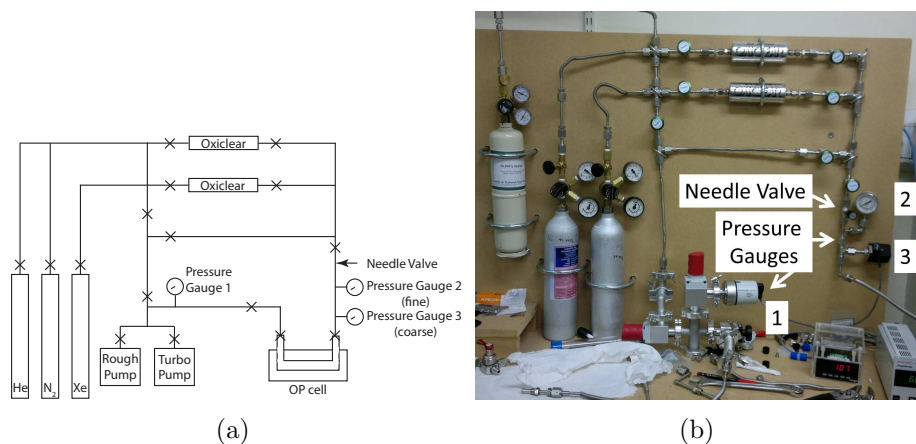 Oxiclear
Oxiclear
Needle Valve
Pressure
Gauge 1
Pressure Gauge 2
(fine)
Pressure Gauge 3
(coarse)
He
N2
Xe
Rough
Pump
Turbo
Pump
OP cell
(a)
Needle Valve
Pressure
Gauges
2
3
1
107
(b)